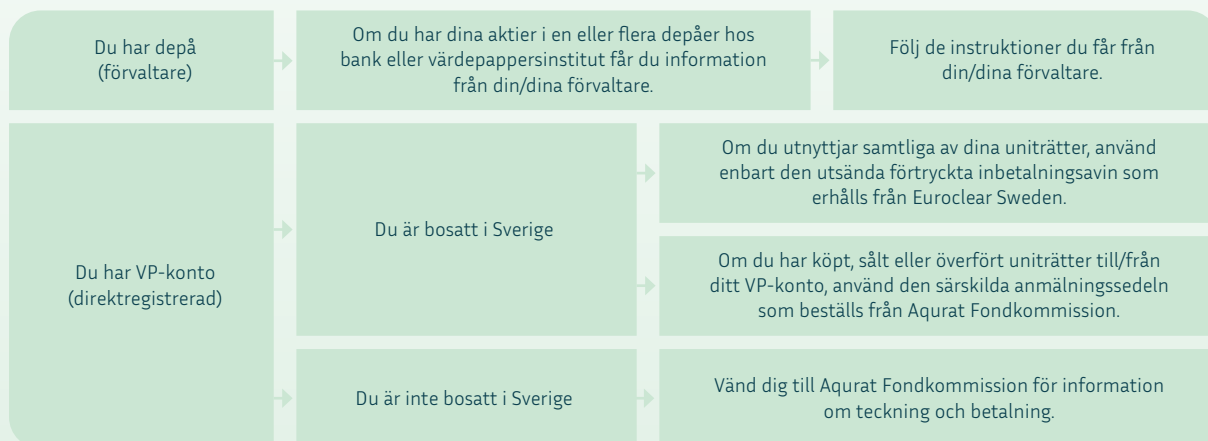 Du har depå
(förvaltare)
Om du har dina aktier i en eller flera depåer hos
bank eller värdepappersinstitut får du information
från din/dina förvaltare.
Följ de instruktioner du får från
din/dina förvaltare.
Du har VP-konto
(direktregistrerad)
Du är bosatt i Sverige
Om du utnyttjar samtliga av dina uniträtter, använd
enbart den utsända förtryckta inbetalningsavin som
erhålls från Euroclear Sweden.
Om du har köpt, sålt eller överfört uniträtter till/från
ditt VP-konto, använd den särskilda anmälningssedeln
som beställs från Aqurat Fondkommission.
Du är inte bosatt i Sverige
Vänd dig till Aqurat Fondkommission för information
om teckning och betalning.